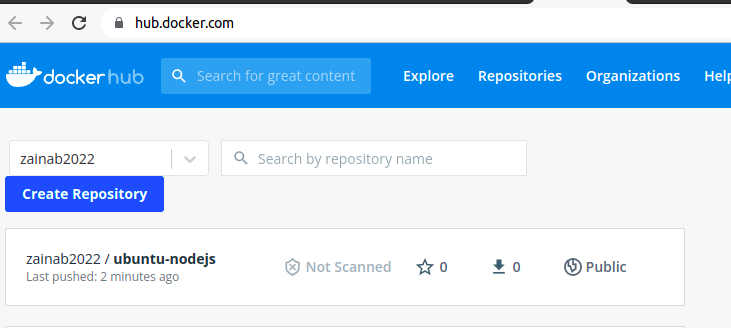 hub.docker.com
dockerhub Search for great content Explore Repositories Organizations Help
zainab2022 Search by repository name
Create Repository
zainab2022 / ubuntu-nodejs Not Scanned 0 0 Public
Last pushed: 2 minutes ago